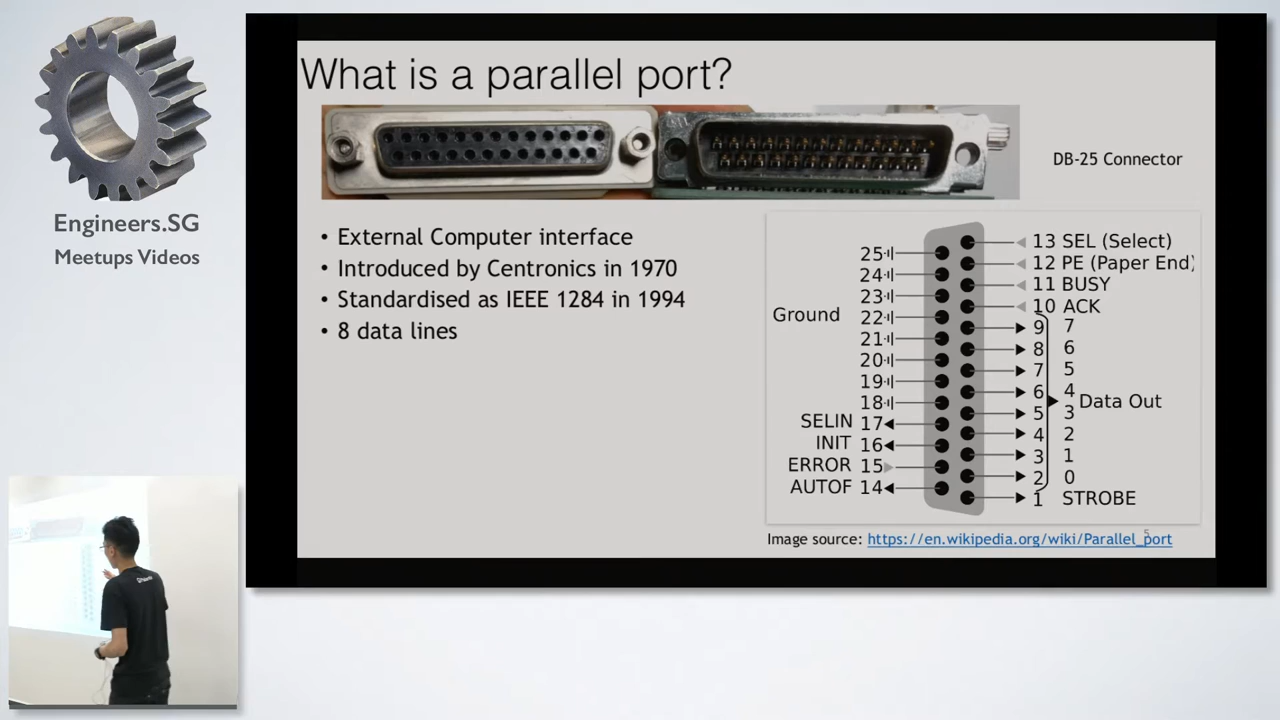 Engineers.SG
Meetups Videos
What is a parallel port?
DB-25 Connector
• External Computer interface
• Introduced by Centronics in 1970
• Standardised as IEEE 1284 in 1994
• 8 data lines
Ground
25
24
23
22
21
20
19
18
SELIN 17
INIT 16
ERROR 15
AUTOF 14
13 SEL (Select)
12 PE (Paper End)
11 BUSY
10 ACK
9 7
8 6
7 5
6 4
5 3
4 2
3 1
2 0
Data Out
1 STROBE
Image source: https://en.wikipedia.org/wiki/Parallel_port
5